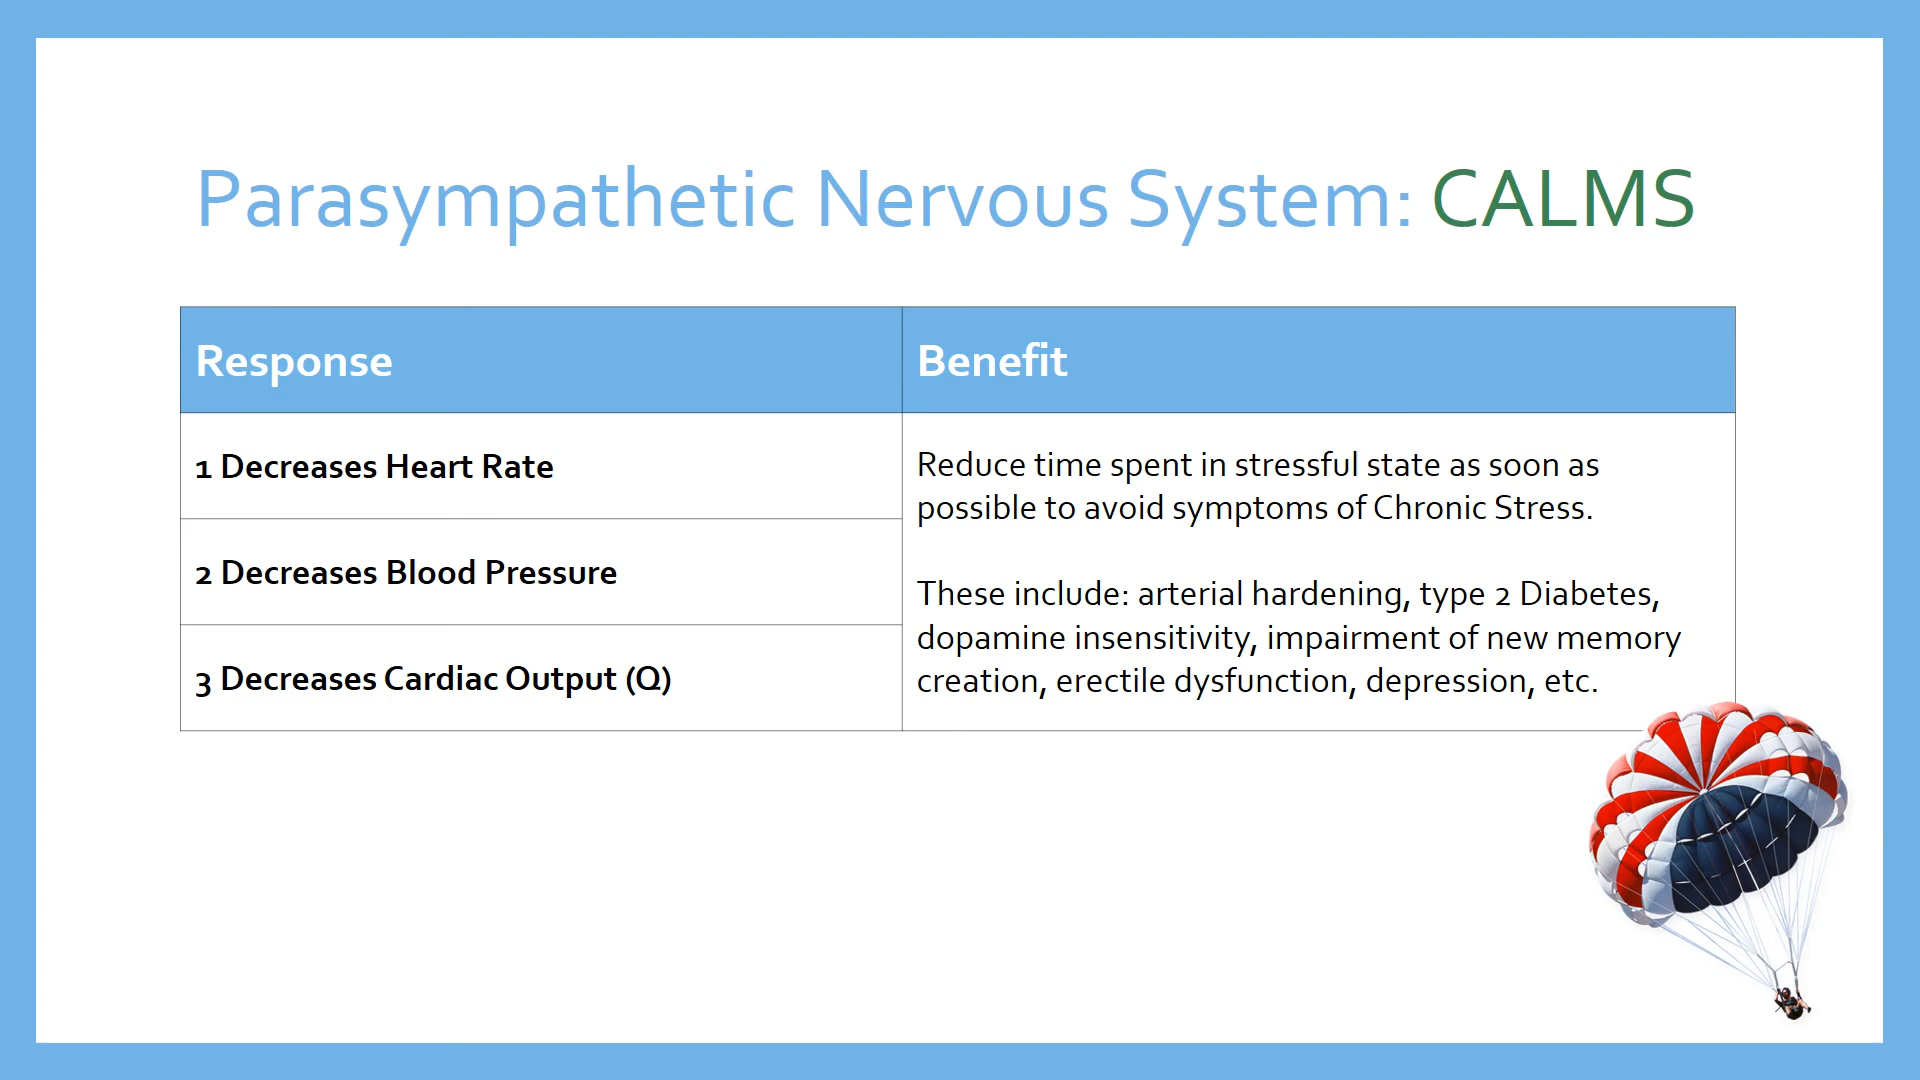 Parasympathetic Nervous System: CALMS
Response
Benefit
1 Decreases Heart Rate
2 Decreases Blood Pressure
3 Decreases Cardiac Output (Q)
Reduce time spent in stressful state as soon as
possible to avoid symptoms of Chronic Stress.
These include: arterial hardening, type 2 Diabetes,
dopamine insensitivity, impairment of new memory
creation, erectile dysfunction, depression, etc.